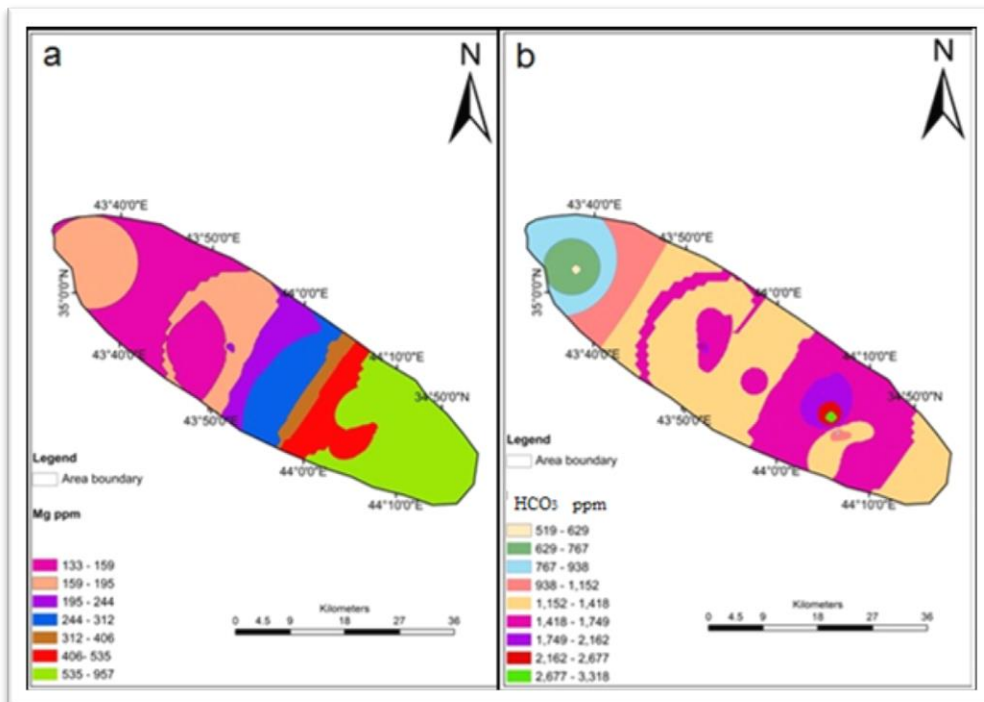 a
N
43°40'0"E
43°50'0"E
44°0'0"E
44°10'0"E
34°50'0"N
35°0'0"N
43°40'0"E
43°50'0"E
44°0'0"E
44°10'0"E
Legend
Area boundary
Mg ppm
133 - 159
159 - 195
195 - 244
244 - 312
312 - 406
406- 535
535 - 957
Kilometers
0 4.5 9 18 27 36
b
N
43°40'0"E
43°50'0"E
44°0'0"E
44°10'0"E
34°50'0"N
35°0'0"N
43°40'0"E
43°50'0"E
44°0'0"E
44°10'0"E
Legend
Area boundary
HCO3 ppm
519 - 629
629 - 767
767 - 938
938 - 1,152
1,152 - 1,418
1,418 - 1,749
1,749 - 2,162
2,162 - 2,677
2,677 - 3,318
Kilometers
0 4.5 9 18 27 36